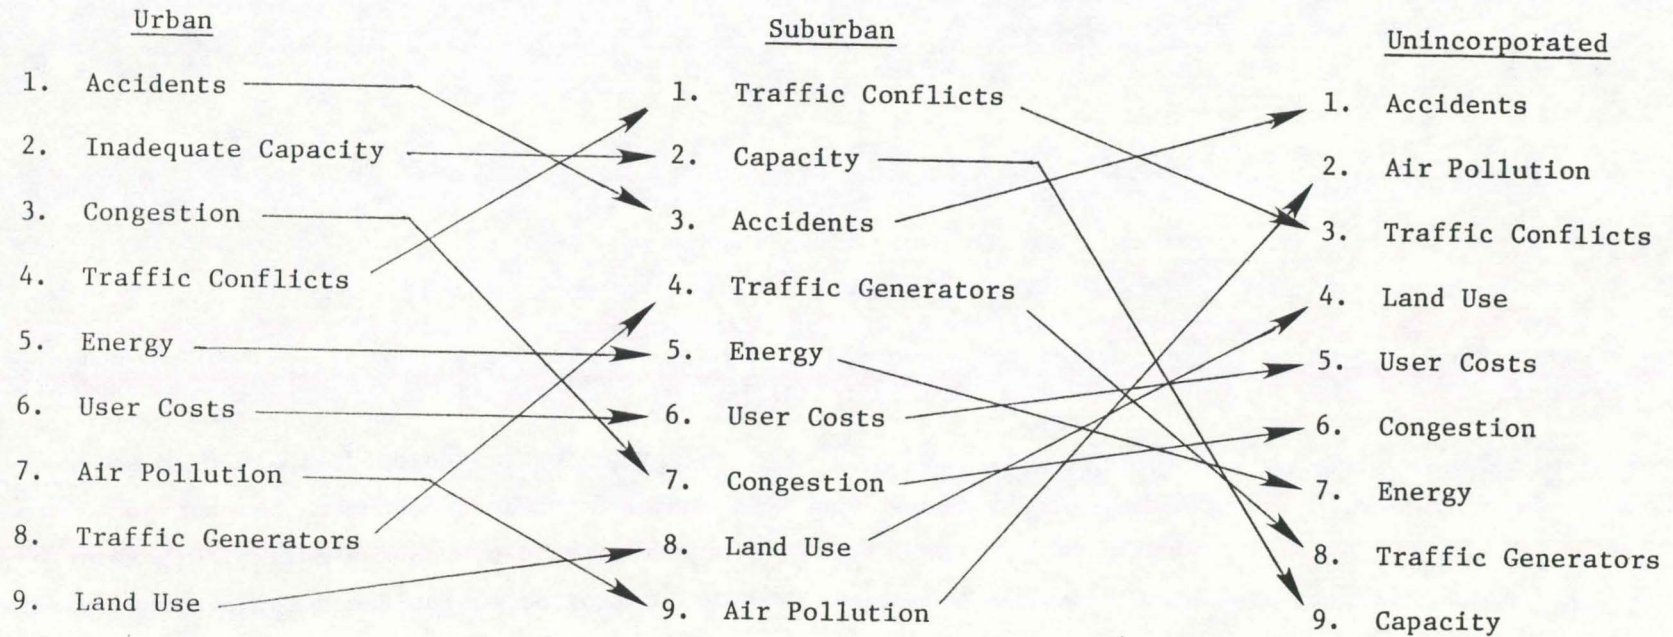 Urban
1. Accidents
2. Inadequate Capacity
3. Congestion
4. Traffic Conflicts
5. Energy
6. User Costs
7. Air Pollution
8. Traffic Generators
9. Land Use
Suburban
1. Traffic Conflicts
2. Capacity
3. Accidents
4. Traffic Generators
5. Energy
6. User Costs
7. Congestion
8. Land Use
9. Air Pollution
Unincorporated
1. Accidents
2. Air Pollution
3. Traffic Conflicts
4. Land Use
5. User Costs
6. Congestion
7. Energy
8. Traffic Generators
9. Capacity